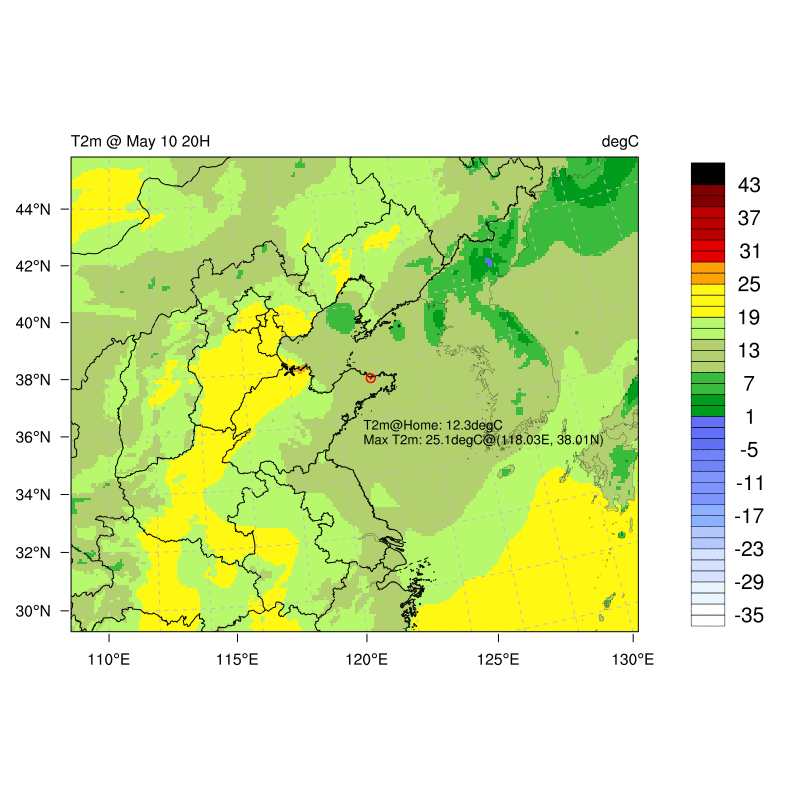 T2m @ May 10 20H
degC
44°N
42°N
40°N
38°N
36°N
34°N
32°N
30°N
110°E
115°E
120°E
125°E
130°E
T2m@Home: 12.3degC
Max T2m: 25.1degC@(118.03E, 38.01N)
43
37
31
25
19
13
7
1
-5
-11
-17
-23
-29
-35